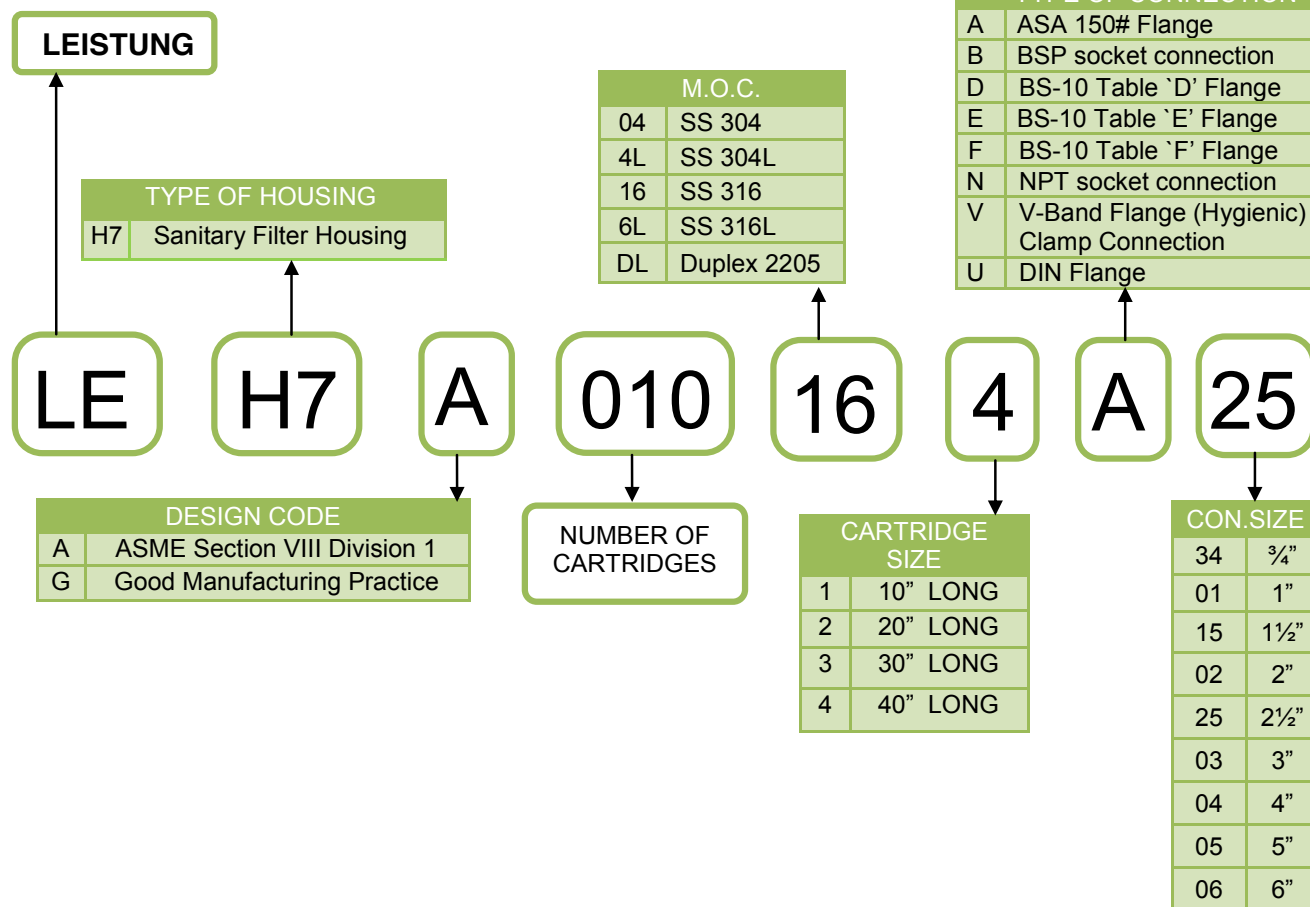 TYPE OF CONNECTION
A ASA 150# Flange
B BSP socket connection
D BS-10 Table `D’ Flange
E BS-10 Table `E’ Flange
F BS-10 Table `F’ Flange
N NPT socket connection
V V-Band Flange (Hygienic)
Clamp Connection
U DIN Flange
LEISTUNG
M.O.C.
04 SS 304
4L SS 304L
16 SS 316
6L SS 316L
DL Duplex 2205
TYPE OF HOUSING
H7 Sanitary Filter Housing
LE H7 A 010 16 4 A 25
DESIGN CODE
A ASME Section VIII Division 1
G Good Manufacturing Practice
NUMBER OF
CARTRIDGES
CARTRIDGE
SIZE
1 10” LONG
2 20” LONG
3 30” LONG
4 40” LONG
CON.SIZE
34 ¾”
01 1”
15 1½”
02 2”
25 2½”
03 3”
04 4”
05 5”
06 6”